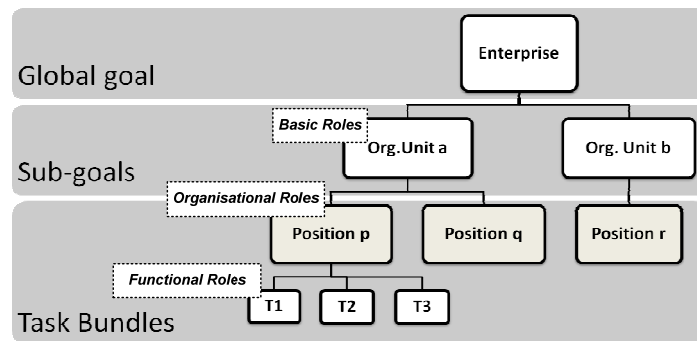 Enterprise
Global goal
Basic Roles
Org.Unit a
Org. Unit b
Sub-goals
Organisational Roles
Position p
Position q
Position r
Functional Roles
T1
T2
T3
Task Bundles